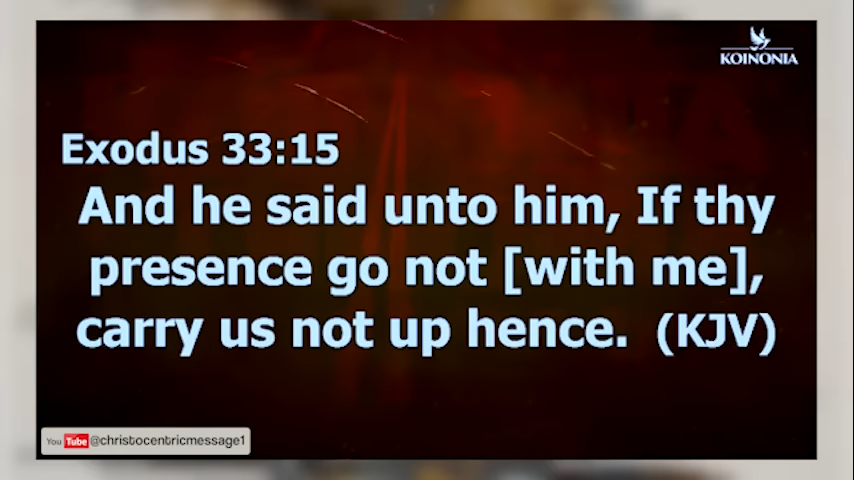 KOINONIA
Exodus 33:15
And he said unto him, If thy
presence go not [with me],
carry us not up hence. (KJV)
You Tube @christocentricmessage1